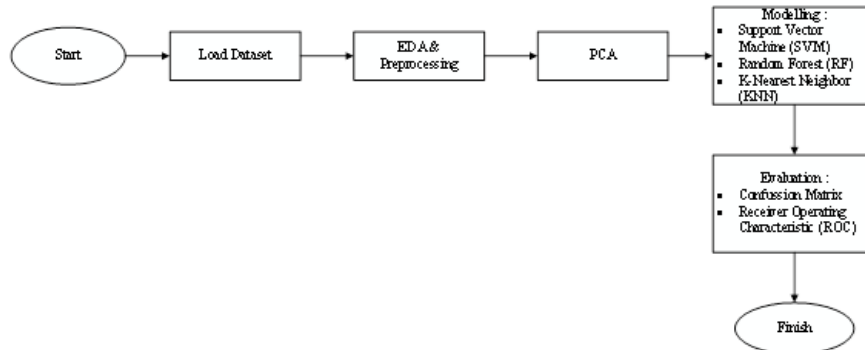 Start
Load Dataset
EDA &
Preprocessing
PCA
Modelling :
▪ Support Vector
Machine (SVM)
▪ Random Forest (RF)
▪ K-Nearest Neighbor
(KNN)
Evaluation :
▪ Confussion Matrix
▪ Receiver Operating
Characteristic (ROC)
Finish